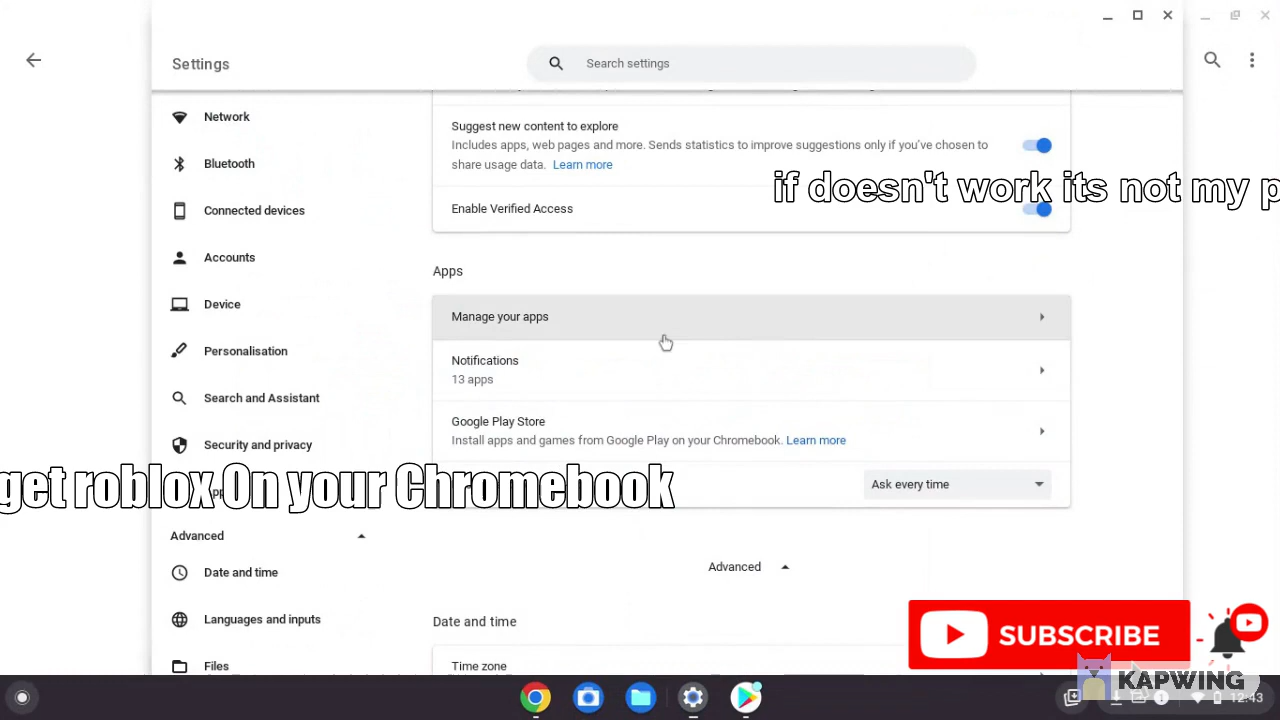 Settings
Search settings
Network
Bluetooth
Connected devices
Accounts
Device
Personalisation
Search and Assistant
Security and privacy
Advanced
Date and time
Languages and inputs
Files
Suggest new content to explore
Includes apps, web pages and more. Sends statistics to improve suggestions only if you've chosen to
share usage data. Learn more
if doesn't work its not my p
Enable Verified Access
Apps
Manage your apps
Notifications
13 apps
Google Play Store
Install apps and games from Google Play on your Chromebook. Learn more
get roblox On your Chromebook
Ask every time
Advanced
Date and time
Time zone
SUBSCRIBE
KAPWING
1
12:43